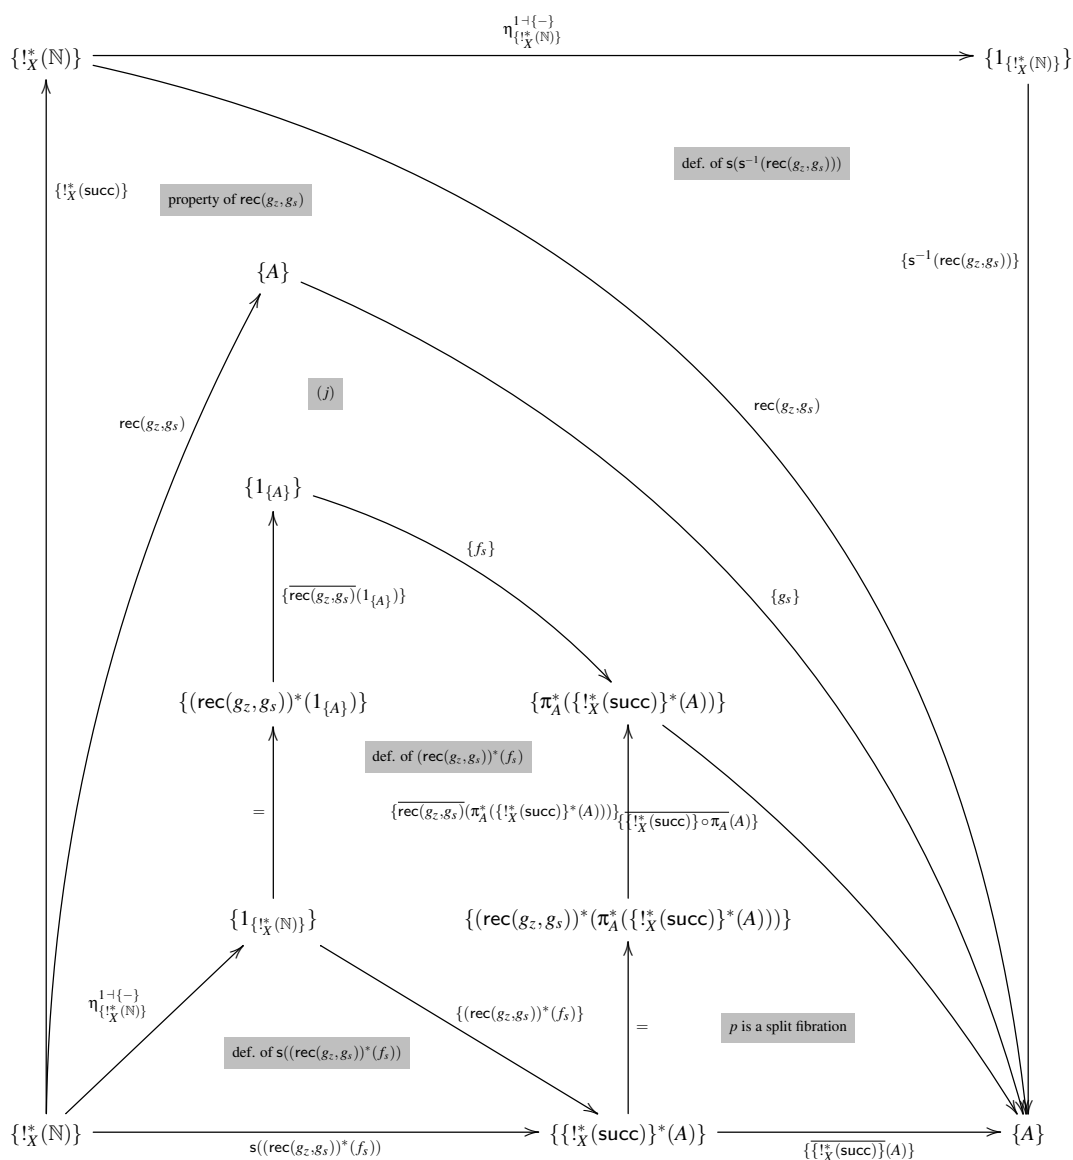 η^{1 ⊣ {−}}_{{!*_X(ℕ)}}
{!*_X(ℕ)}
{1_{{!*_X(ℕ)}}}
def. of s(s⁻¹(rec(g_z,g_s)))
{!*_X(succ)}
property of rec(g_z,g_s)
{s⁻¹(rec(g_z,g_s))}
{A}
(j)
rec(g_z,g_s)
rec(g_z,g_s)
{1_{{A}}}
{f_s}
{\overline{rec(g_z,g_s)}(1_{{A}})}
{g_s}
{(rec(g_z,g_s))*(1_{{A}})}
{π*_A({!*_X(succ)}*(A))}
def. of (rec(g_z,g_s))*(f_s)
=
{\overline{rec(g_z,g_s)}(π*_A({!*_X(succ)}*(A)))}
{\overline{{!*_X(succ)}∘π_A}(A)}
{1_{{!*_X(ℕ)}}}
{(rec(g_z,g_s))*(π*_A({!*_X(succ)}*(A)))}
η^{1 ⊣ {−}}_{{!*_X(ℕ)}}
{(rec(g_z,g_s))*(f_s)}
=
p is a split fibration
def. of s((rec(g_z,g_s))*(f_s))
{!*_X(ℕ)}
{{!*_X(succ)}*(A)}
{A}
s((rec(g_z,g_s))*(f_s))
{\overline{{!*_X(succ)}}(A)}